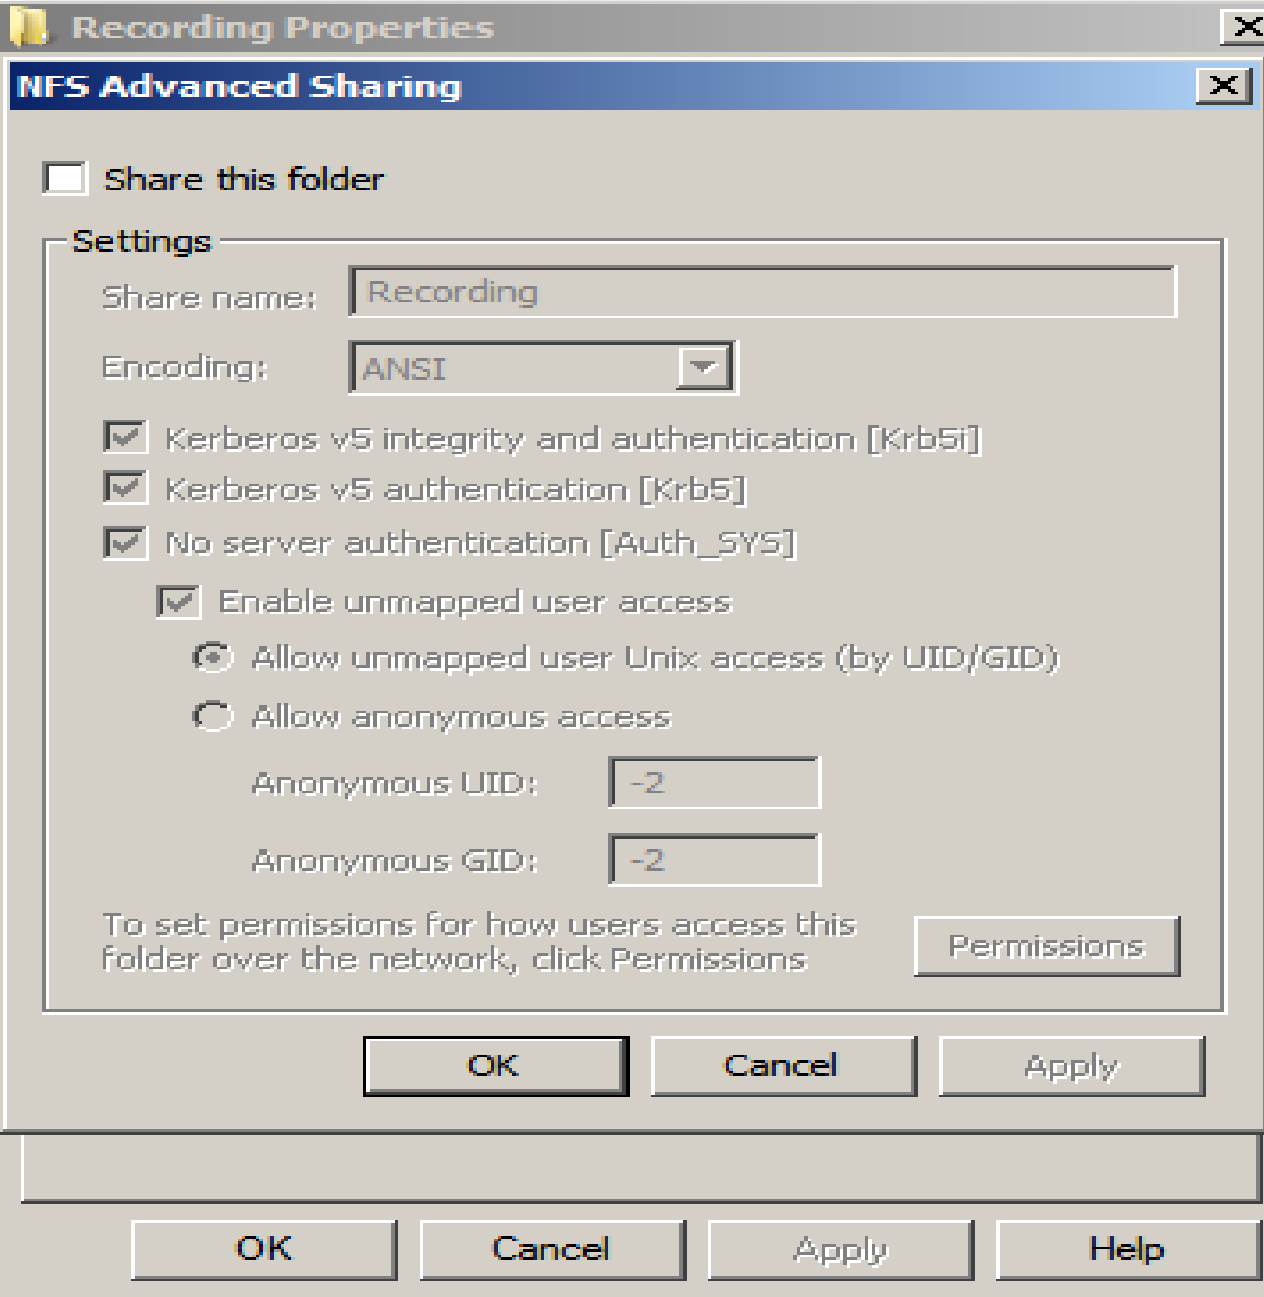 Recording Properties
NFS Advanced Sharing
Share this folder
Settings
Share name: Recording
Encoding: ANSI
Kerberos v5 integrity and authentication [Krb5i]
Kerberos v5 authentication [Krb5]
No server authentication [Auth_SYS]
Enable unmapped user access
Allow unmapped user Unix access (by UID/GID)
Allow anonymous access
Anonymous UID: -2
Anonymous GID: -2
To set permissions for how users access this
folder over the network, click Permissions
Permissions
OK Cancel Apply
OK Cancel Apply Help